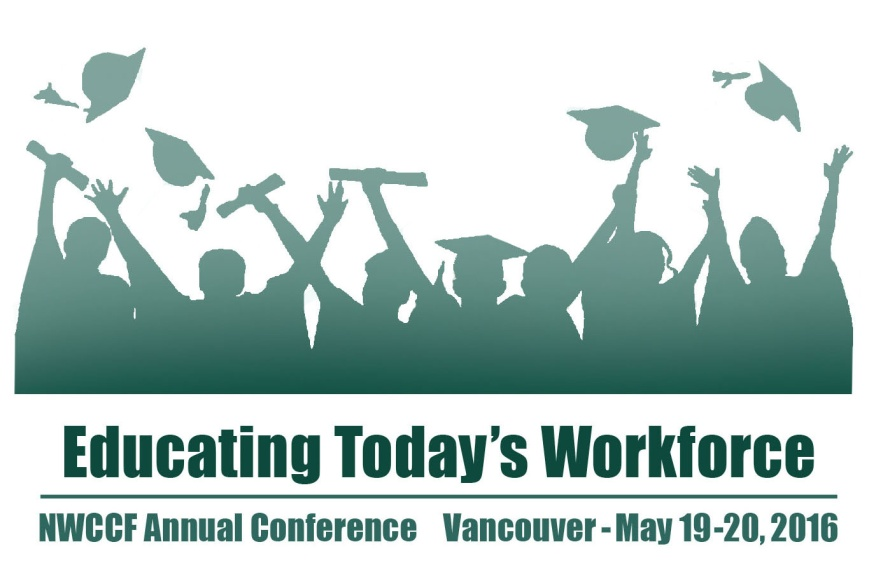 Educating Today’s Workforce
NWCCF Annual Conference Vancouver - May 19-20, 2016